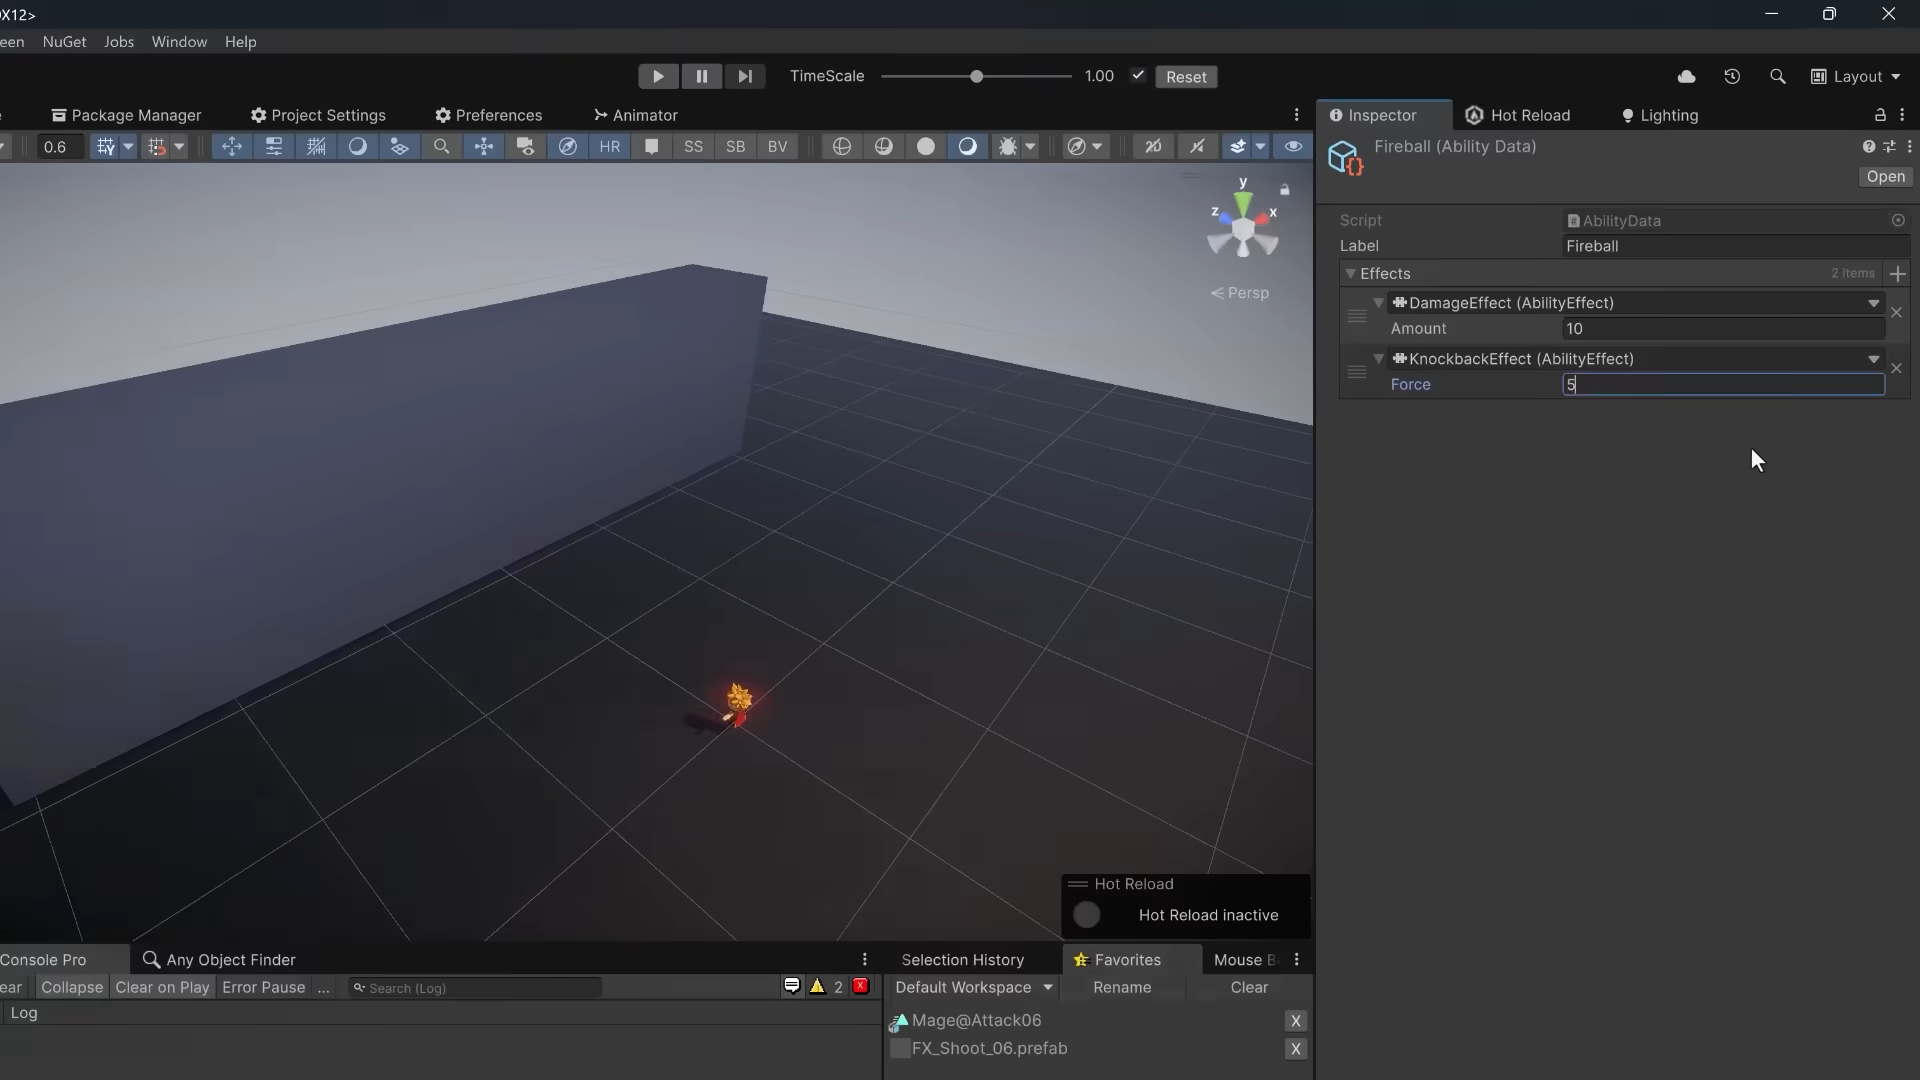 OX12>
een NuGet Jobs Window Help
TimeScale 1.00 Reset Layout
Package Manager Project Settings Preferences Animator
Inspector Hot Reload Lighting
0.6 HR SS SB BV 2D
Fireball (Ability Data)
Open
y
z x
Persp
Script AbilityData
Label Fireball
Effects 2 Items
DamageEffect (AbilityEffect)
Amount 10
KnockbackEffect (AbilityEffect)
Force 5
Hot Reload
Hot Reload inactive
Console Pro Any Object Finder
Selection History Favorites Mouse B
ear Collapse Clear on Play Error Pause ... Search (Log) 2
Default Workspace Rename Clear
Log
Mage@Attack06 X
FX_Shoot_06.prefab X